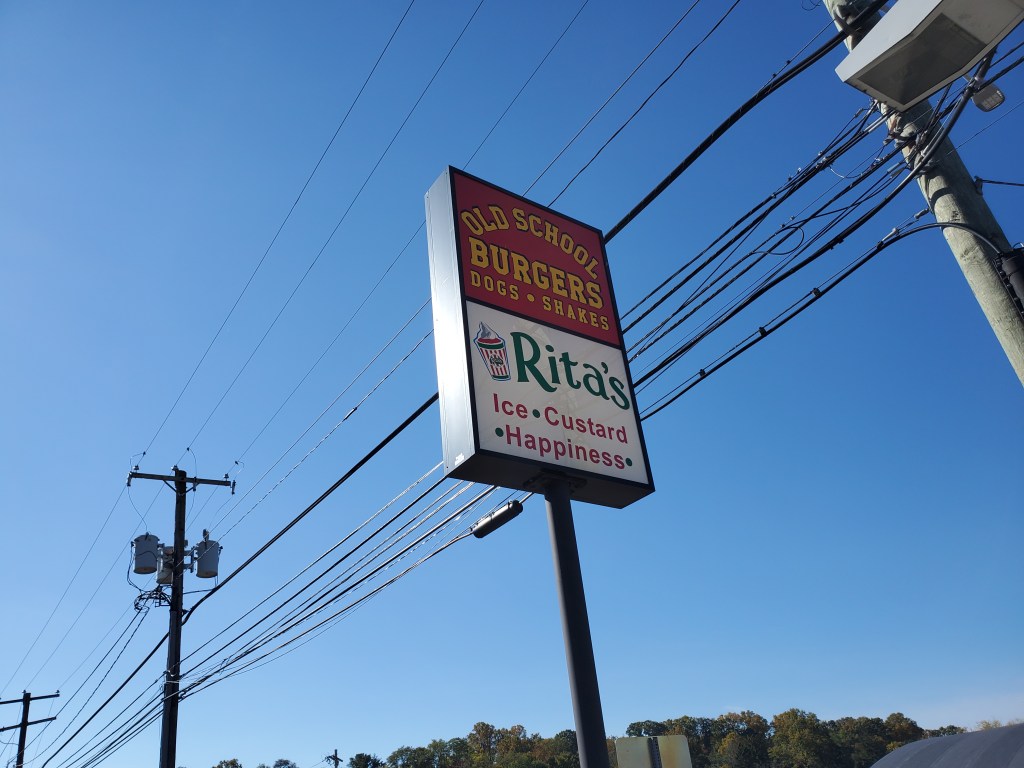 OLD SCHOOL
BURGERS
DOGS • SHAKES
Rita's
Ice • Custard
• Happiness •